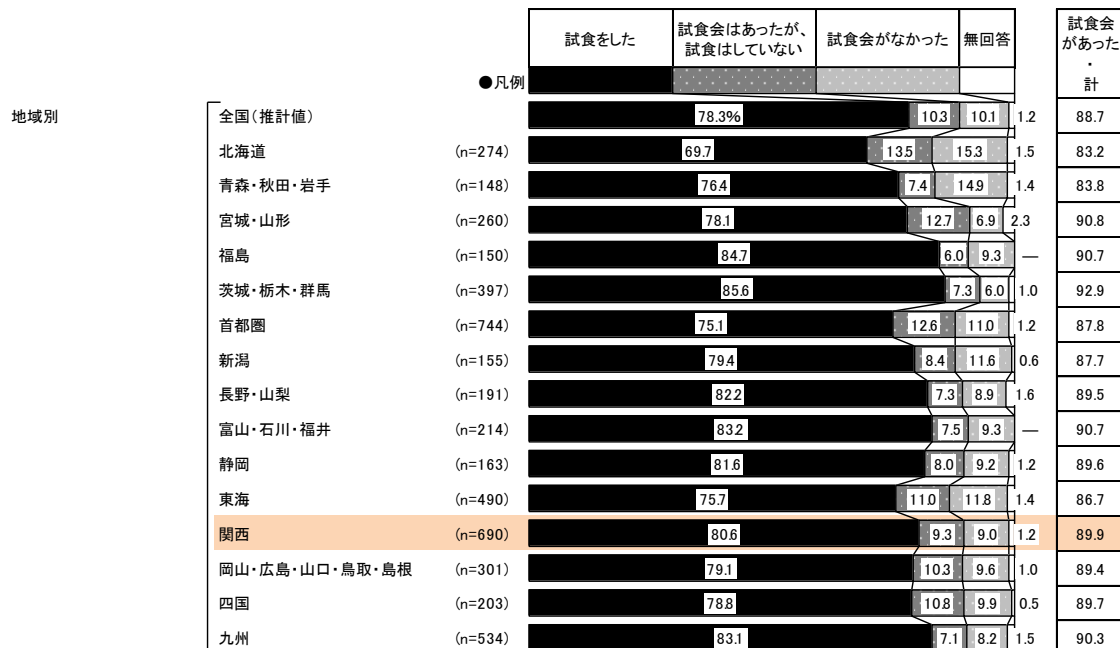 試食をした 試食会はあったが、試食はしていない 試食会がなかった 無回答 試食会があった・計
●凡例
地域別
全国(推計値) 78.3% 10.3 10.1 1.2 88.7
北海道 (n=274) 69.7 13.5 15.3 1.5 83.2
青森・秋田・岩手 (n=148) 76.4 7.4 14.9 1.4 83.8
宮城・山形 (n=260) 78.1 12.7 6.9 2.3 90.8
福島 (n=150) 84.7 6.0 9.3 ― 90.7
茨城・栃木・群馬 (n=397) 85.6 7.3 6.0 1.0 92.9
首都圏 (n=744) 75.1 12.6 11.0 1.2 87.8
新潟 (n=155) 79.4 8.4 11.6 0.6 87.7
長野・山梨 (n=191) 82.2 7.3 8.9 1.6 89.5
富山・石川・福井 (n=214) 83.2 7.5 9.3 ― 90.7
静岡 (n=163) 81.6 8.0 9.2 1.2 89.6
東海 (n=490) 75.7 11.0 11.8 1.4 86.7
関西 (n=690) 80.6 9.3 9.0 1.2 89.9
岡山・広島・山口・鳥取・島根 (n=301) 79.1 10.3 9.6 1.0 89.4
四国 (n=203) 78.8 10.8 9.9 0.5 89.7
九州 (n=534) 83.1 7.1 8.2 1.5 90.3